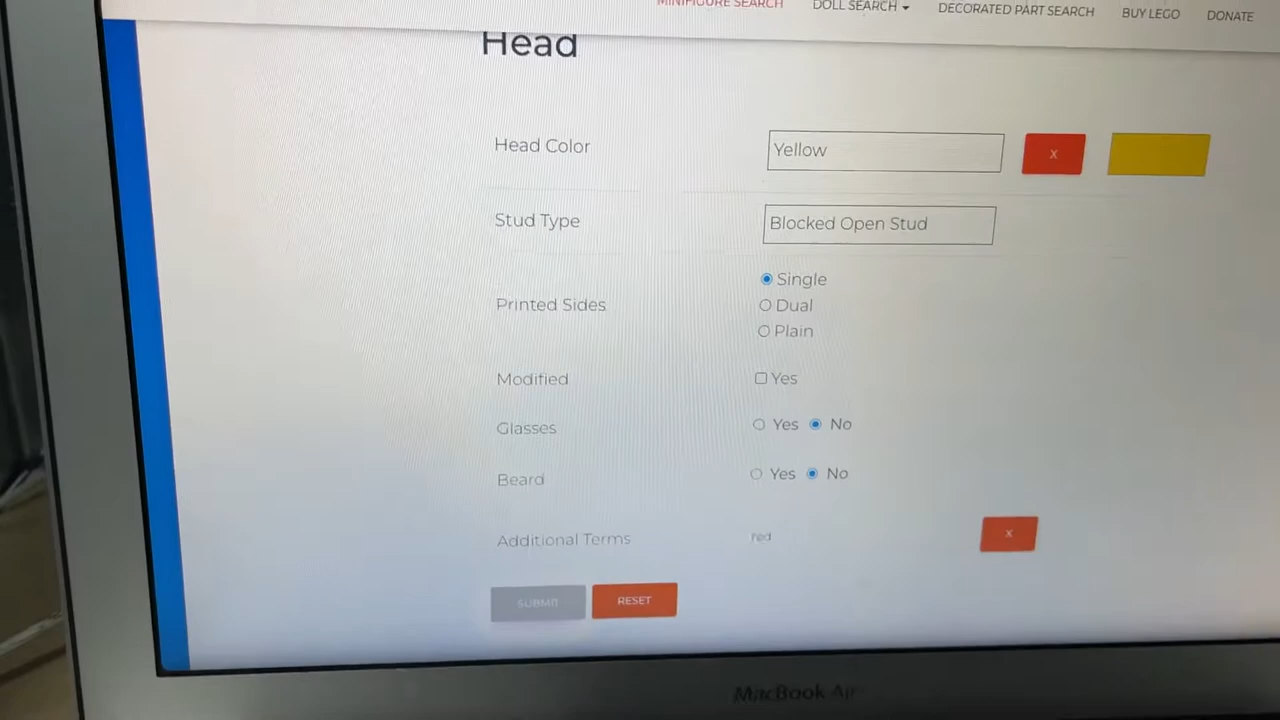 MINIFIGURE SEARCH DOLL SEARCH DECORATED PART SEARCH BUY LEGO DONATE
Head
Head Color Yellow X
Stud Type Blocked Open Stud
Printed Sides Single
Dual
Plain
Modified Yes
Glasses Yes No
Beard Yes No
Additional Terms red X
SUBMIT RESET
MacBook Air